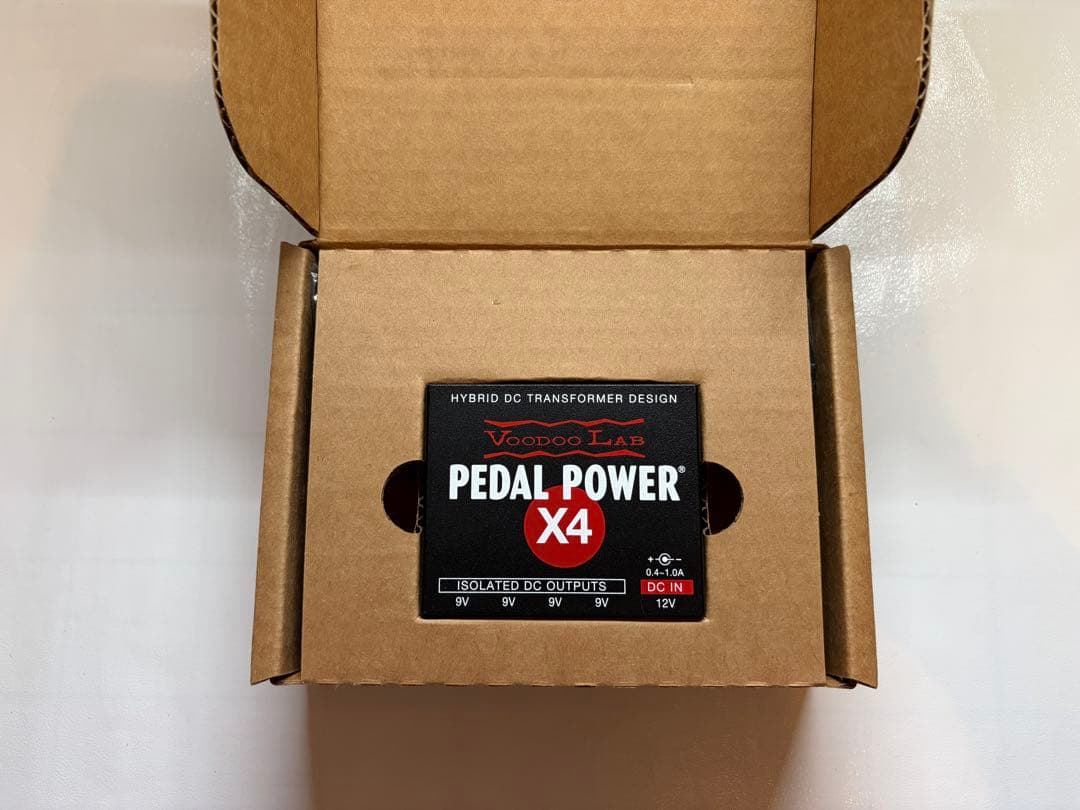 HYBRID DC TRANSFORMER DESIGN
VOODOO LAB
PEDAL POWER®
X4
+ -
0.4~1.0A
ISOLATED DC OUTPUTS DC IN
9V 9V 9V 9V 12V